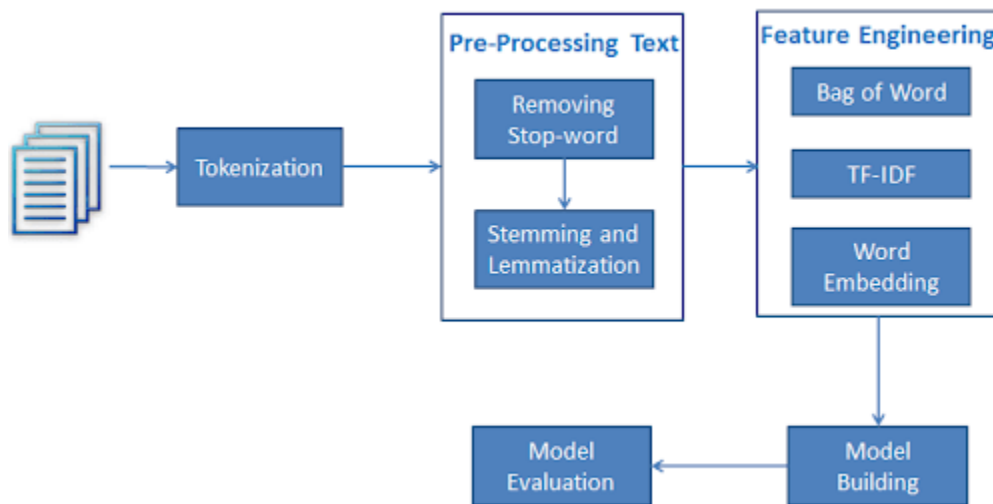 Pre-Processing Text
Feature Engineering
Removing
Stop-word
Bag of Word
Tokenization
TF-IDF
Stemming and
Lemmatization
Word
Embedding
Model
Evaluation
Model
Building